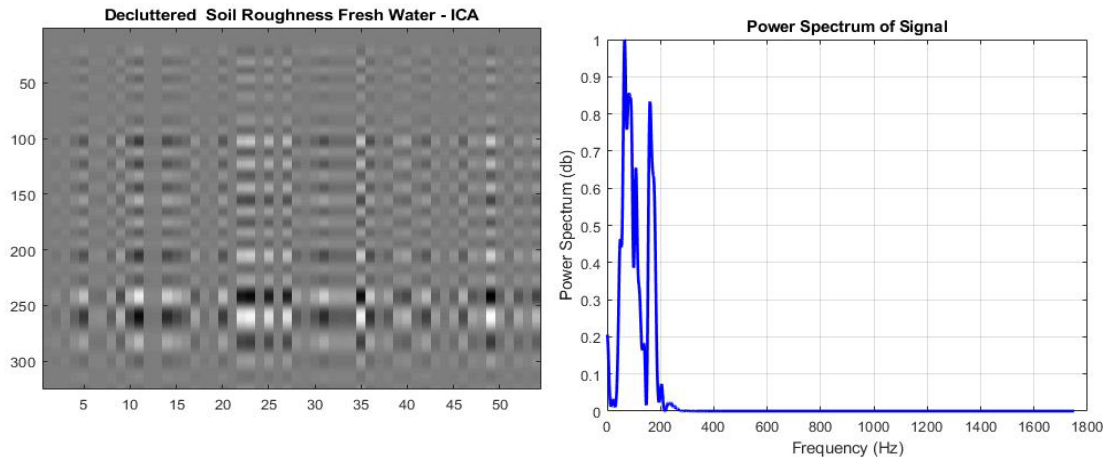 Decluttered  Soil Roughness Fresh Water - ICA
50
100
150
200
250
300
5 10 15 20 25 30 35 40 45 50
Power Spectrum of Signal
Power Spectrum (db)
1
0.9
0.8
0.7
0.6
0.5
0.4
0.3
0.2
0.1
0
0 200 400 600 800 1000 1200 1400 1600 1800
Frequency (Hz)